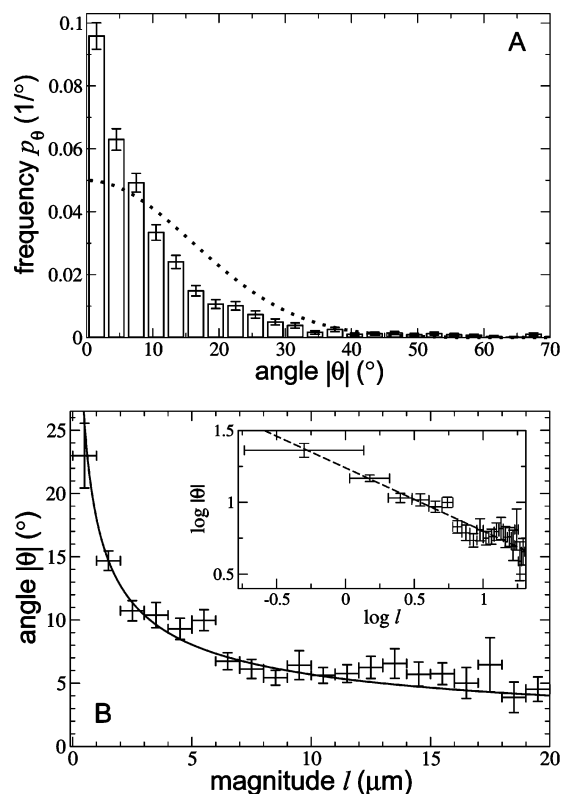 A
frequency pθ (1/°)
0.1
0.08
0.06
0.04
0.02
0
0 10 20 30 40 50 60 70
angle |θ| (°)
B
angle |θ| (°)
25
20
15
10
5
0
0 5 10 15 20
magnitude l (μm)
log |θ|
1.5
1
0.5
-0.5 0 0.5 1
log l